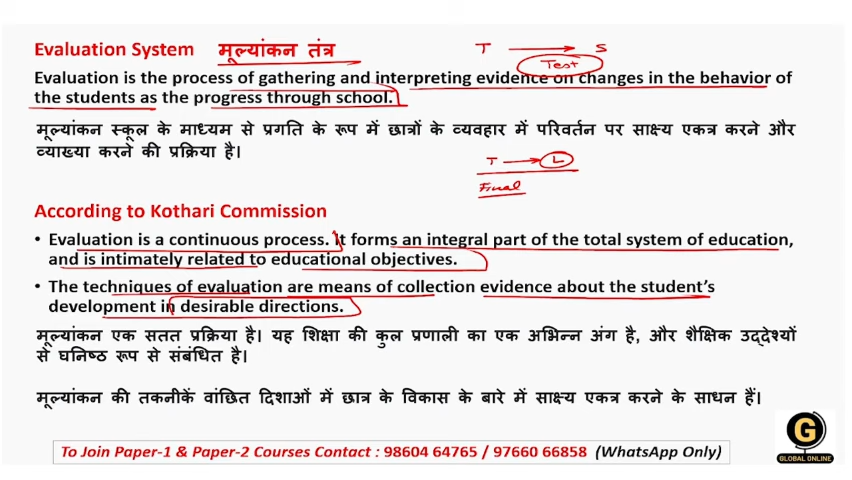 Evaluation System मूल्यांकन तंत्र
T S
Test
Evaluation is the process of gathering and interpreting evidence on changes in the behavior of
the students as the progress through school.
मूल्यांकन स्कूल के माध्यम से प्रगति के रूप में छात्रों के व्यवहार में परिवर्तन पर साक्ष्य एकत्र करने और
व्याख्या करने की प्रक्रिया है।
T L
Final
According to Kothari Commission
• Evaluation is a continuous process. It forms an integral part of the total system of education,
and is intimately related to educational objectives.
• The techniques of evaluation are means of collection evidence about the student's
development in desirable directions.
मूल्यांकन एक सतत प्रक्रिया है। यह शिक्षा की कुल प्रणाली का एक अभिन्न अंग है, और शैक्षिक उद्देश्यों
से घनिष्ठ रूप से संबंधित है।
मूल्यांकन की तकनीकें वांछित दिशाओं में छात्र के विकास के बारे में साक्ष्य एकत्र करने के साधन हैं।
To Join Paper-1 & Paper-2 Courses Contact : 98604 64765 / 97660 66858 (WhatsApp Only)
G
GLOBAL ONLINE